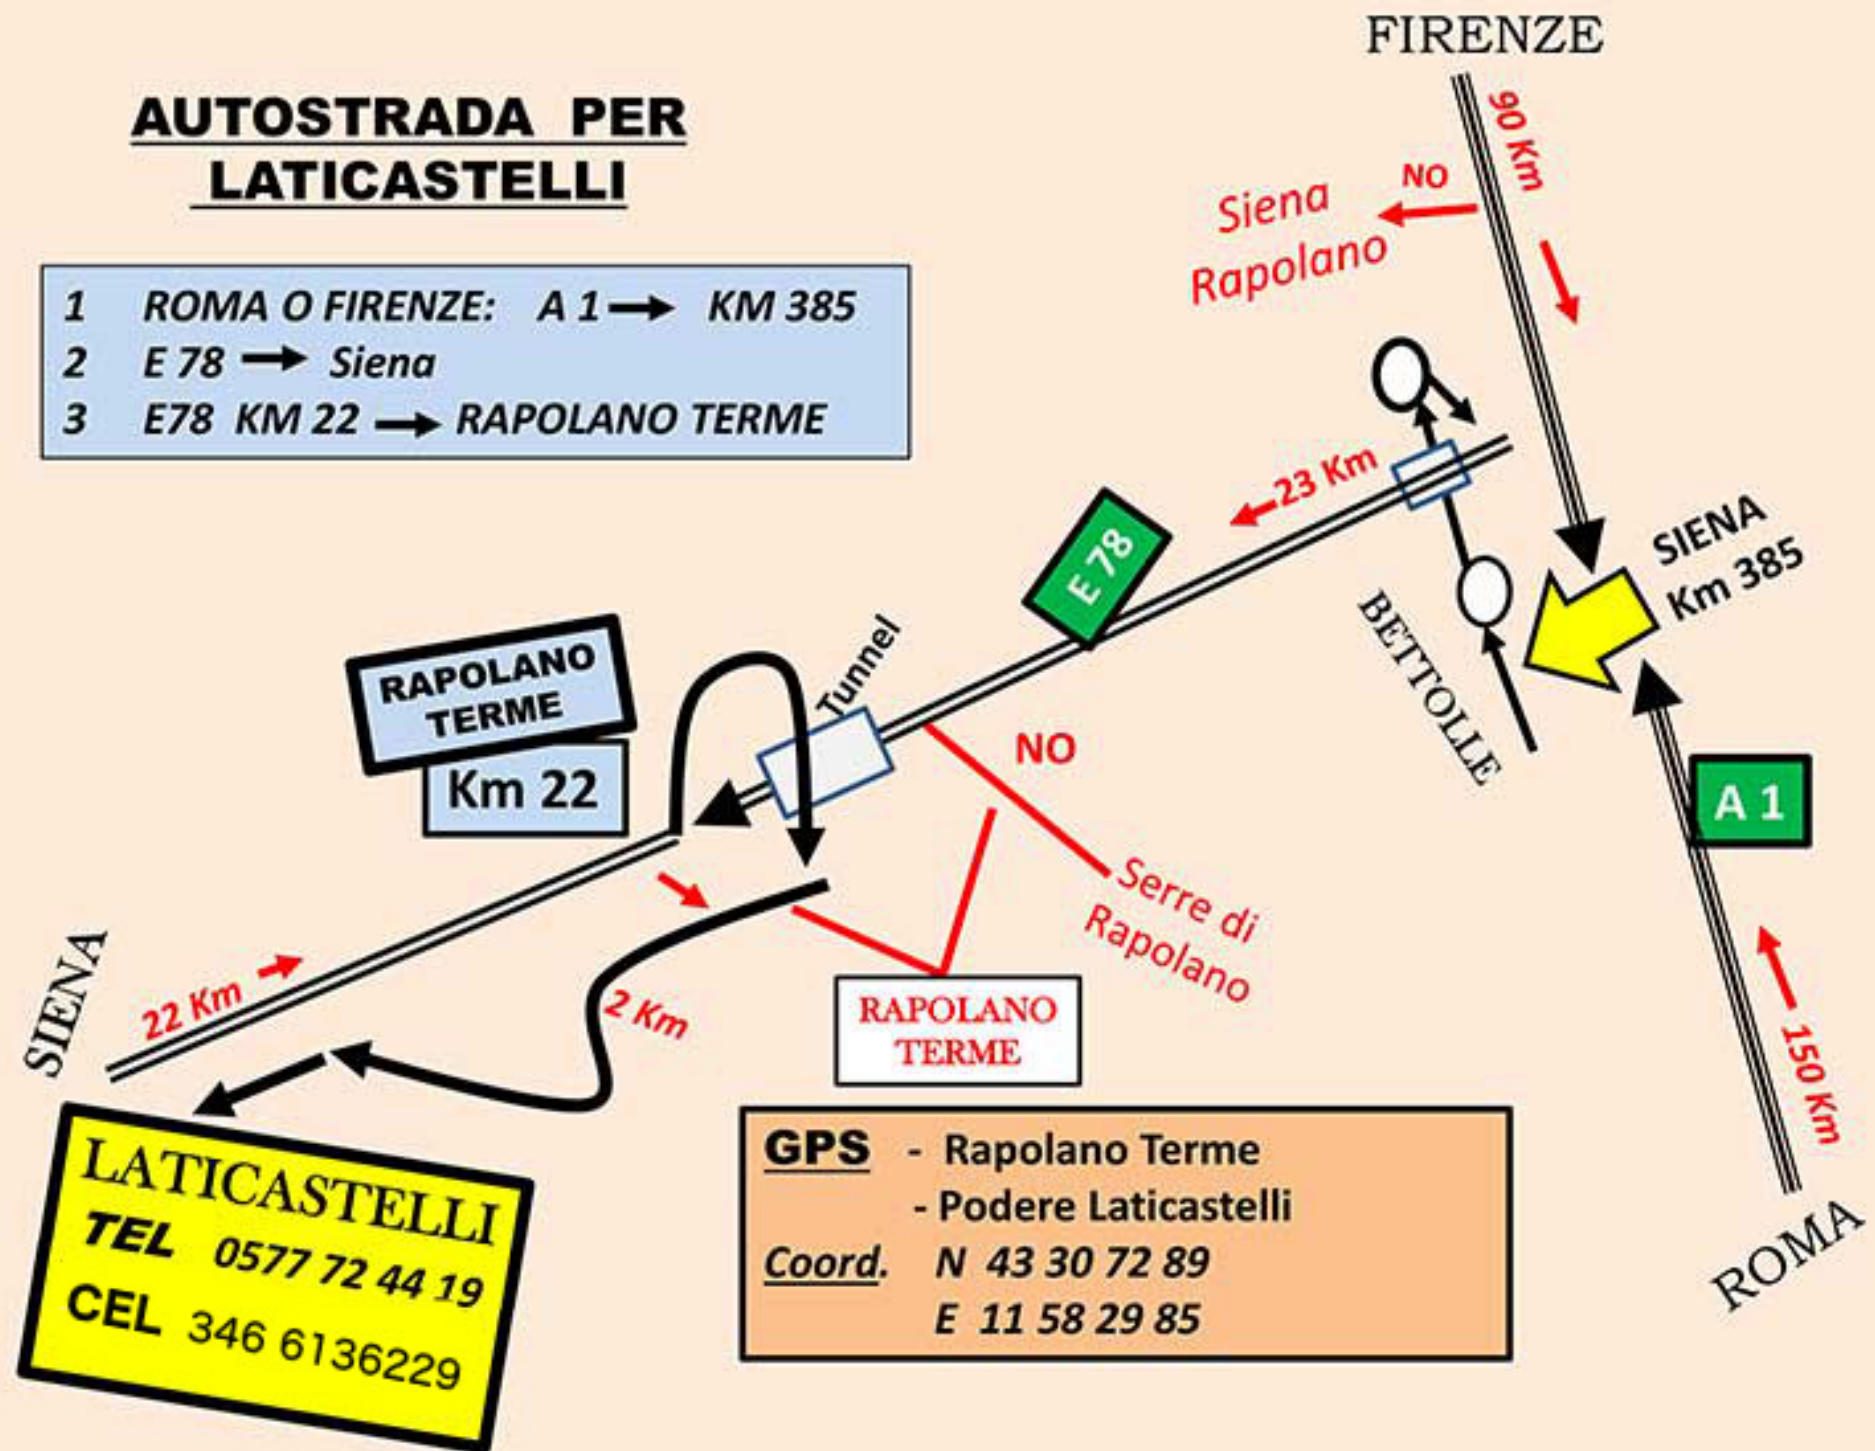 FIRENZE
AUTOSTRADA PER
LATICASTELLI
90 Km
NO
Siena
Rapolano
1 ROMA O FIRENZE: A 1 → KM 385
2 E 78 → Siena
3 E78 KM 22 → RAPOLANO TERME
23 Km
E 78
SIENA
Km 385
BETTOLLE
Tunnel
RAPOLANO
TERME
Km 22
NO
A 1
Serre di
Rapolano
SIENA
22 Km
2 Km
RAPOLANO
TERME
150 Km
ROMA
LATICASTELLI
TEL 0577 72 44 19
CEL 346 6136229
GPS - Rapolano Terme
- Podere Laticastelli
Coord. N 43 30 72 89
E 11 58 29 85